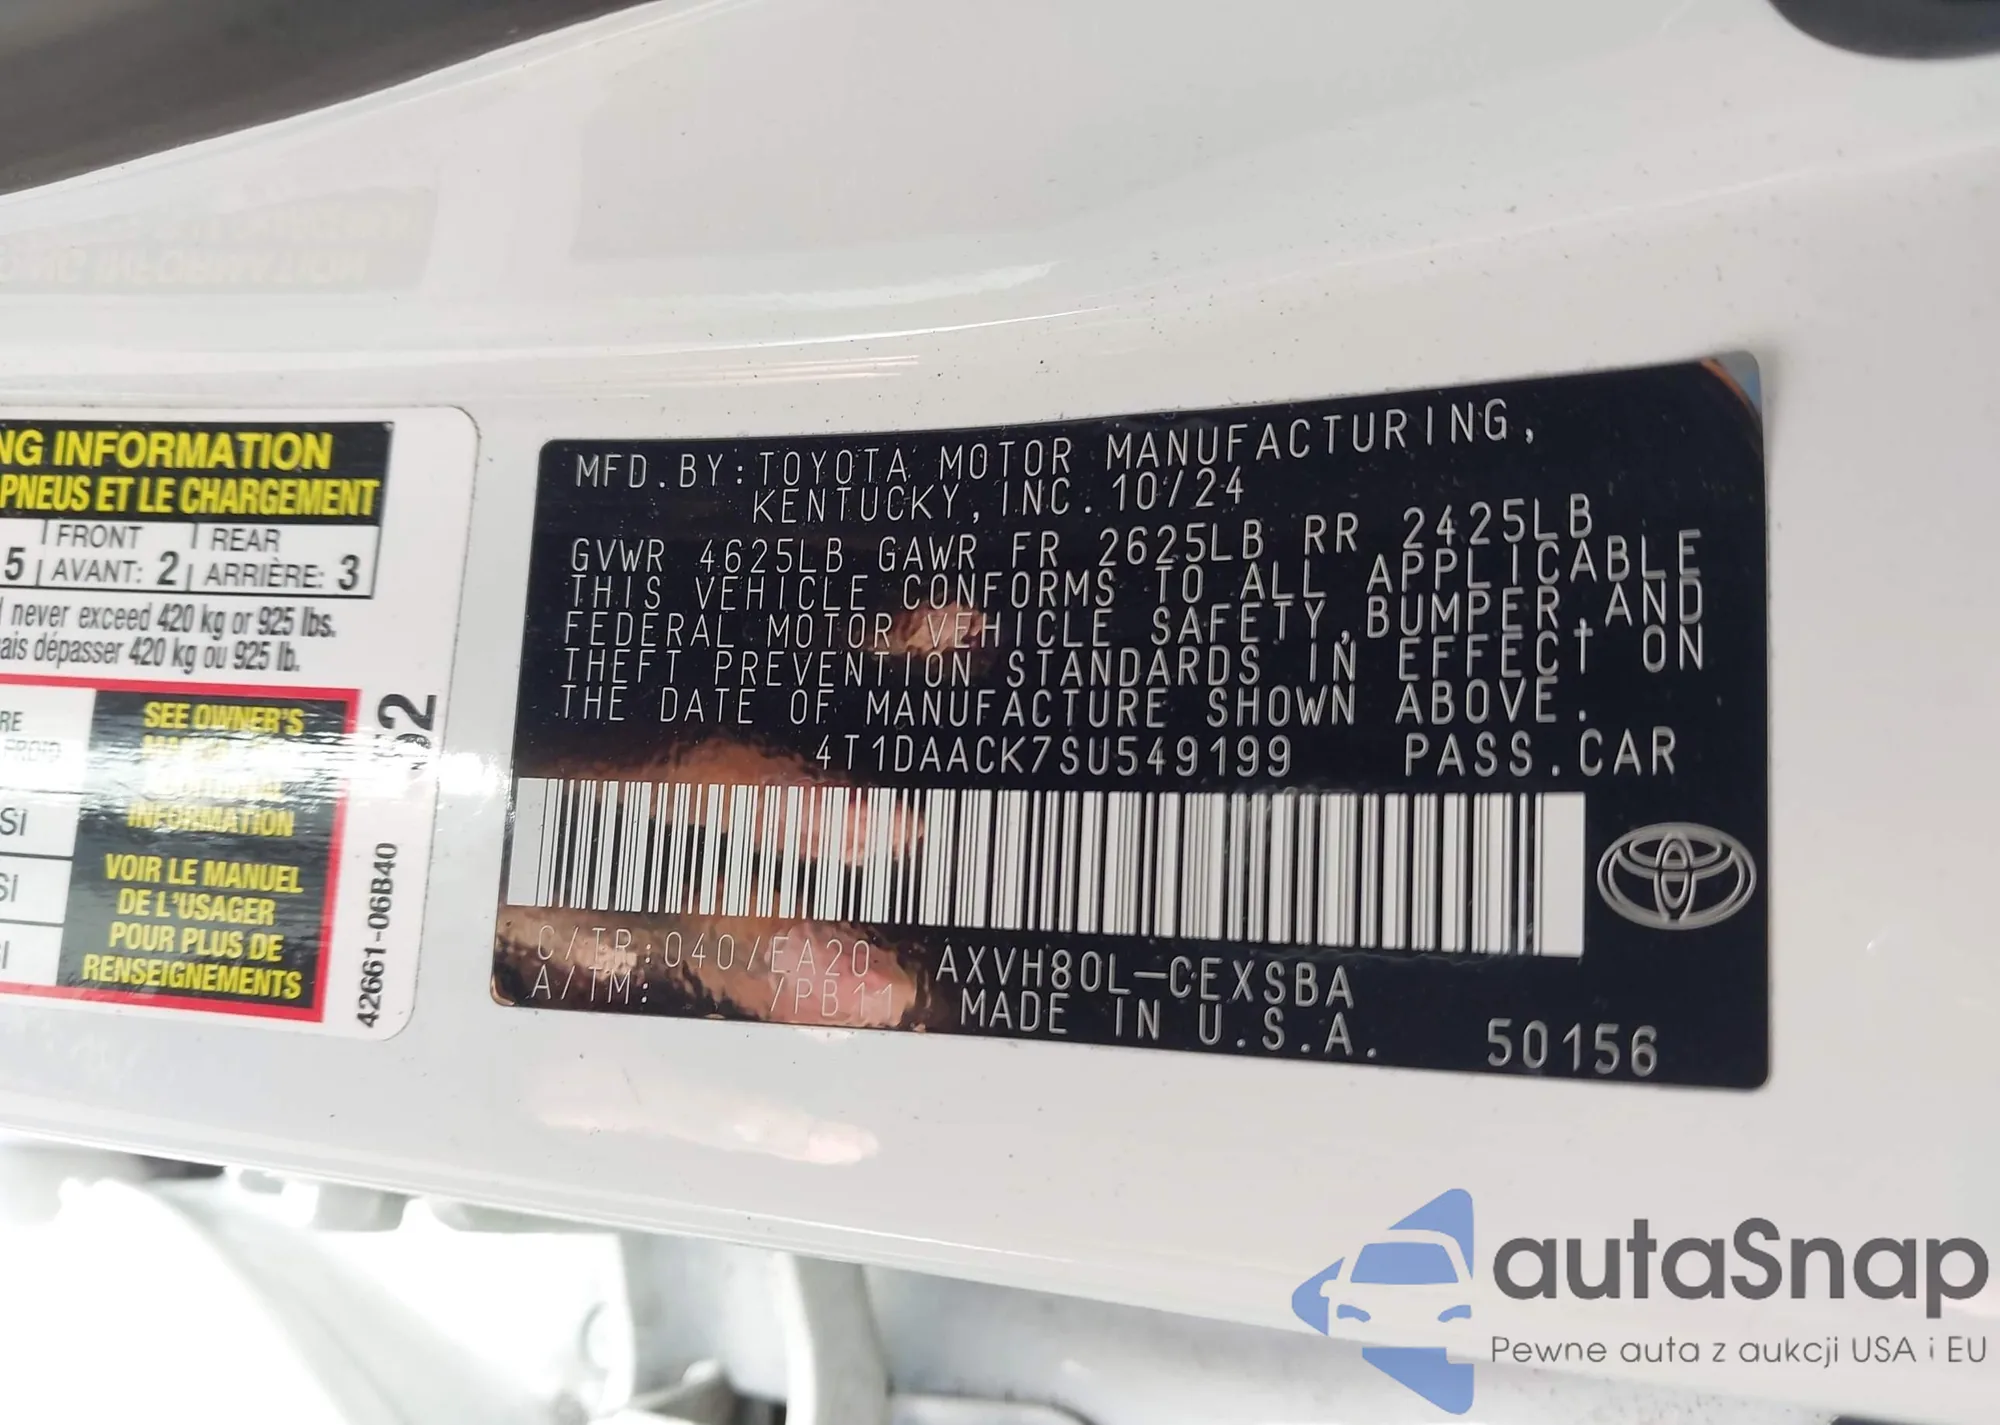 NG INFORMATION
PNEUS ET LE CHARGEMENT
5 FRONT REAR
AVANT: 2 ARRIÈRE: 3
never exceed 420 kg or 925 lbs.
ais dépasser 420 kg ou 925 lb.
RE
FROID
SI
SI
I
SEE OWNER'S
INFORMATION
VOIR LE MANUEL
DE L'USAGER
POUR PLUS DE
RENSEIGNEMENTS
42661-06B40
MFD. BY: TOYOTA MOTOR MANUFACTURING,
KENTUCKY, INC. 10/24
GVWR 4625LB GAWR FR 2625LB RR 2425LB
THIS VEHICLE CONFORMS TO ALL APPLICABLE
FEDERAL MOTOR VEHICLE SAFETY, BUMPER, AND
THEFT PREVENTION STANDARDS IN EFFECT ON
THE DATE OF MANUFACTURE SHOWN ABOVE.
4T1DAACK7SU549199 PASS. CAR
C/TR: 040/EA20 AXVH80L-CEXSBA
A/TM: /PB11 MADE IN U.S.A. 50156
autaSnap
Pewne auta z aukcji USA i EU